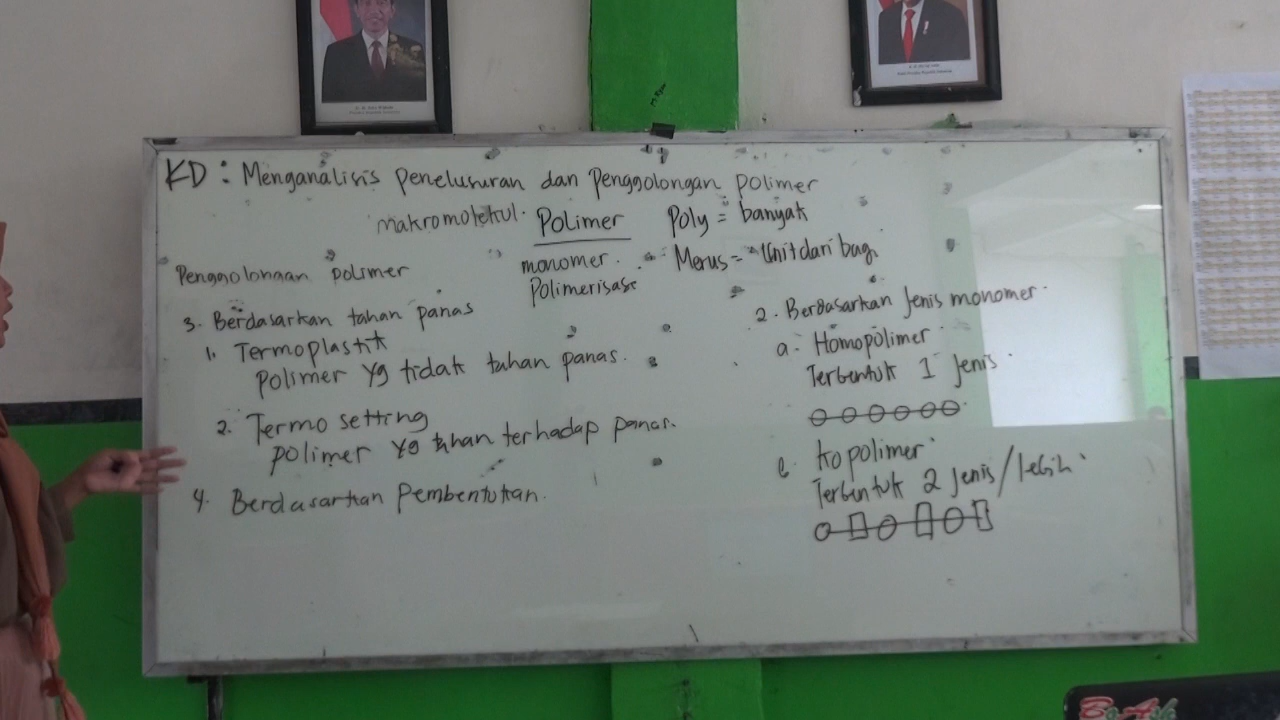 KD : Menganalisis Penelusuran dan Penggolongan Polimer
makromolekul.
Polimer
Poly = banyak
monomer.
Merus = Unit dari bag.
Polimerisasi
Penggolongan polimer
3. Berdasarkan tahan panas
1. Termoplastik
Polimer yg tidak tahan panas.
2. Termo setting
polimer yg tahan terhadap panas.
4. Berdasarkan Pembentukan.
2. Berdasarkan Jenis monomer.
a. Homopolimer
Terbentuk 1 jenis.
kopolimer
Terbentuk 2 jenis/lebih